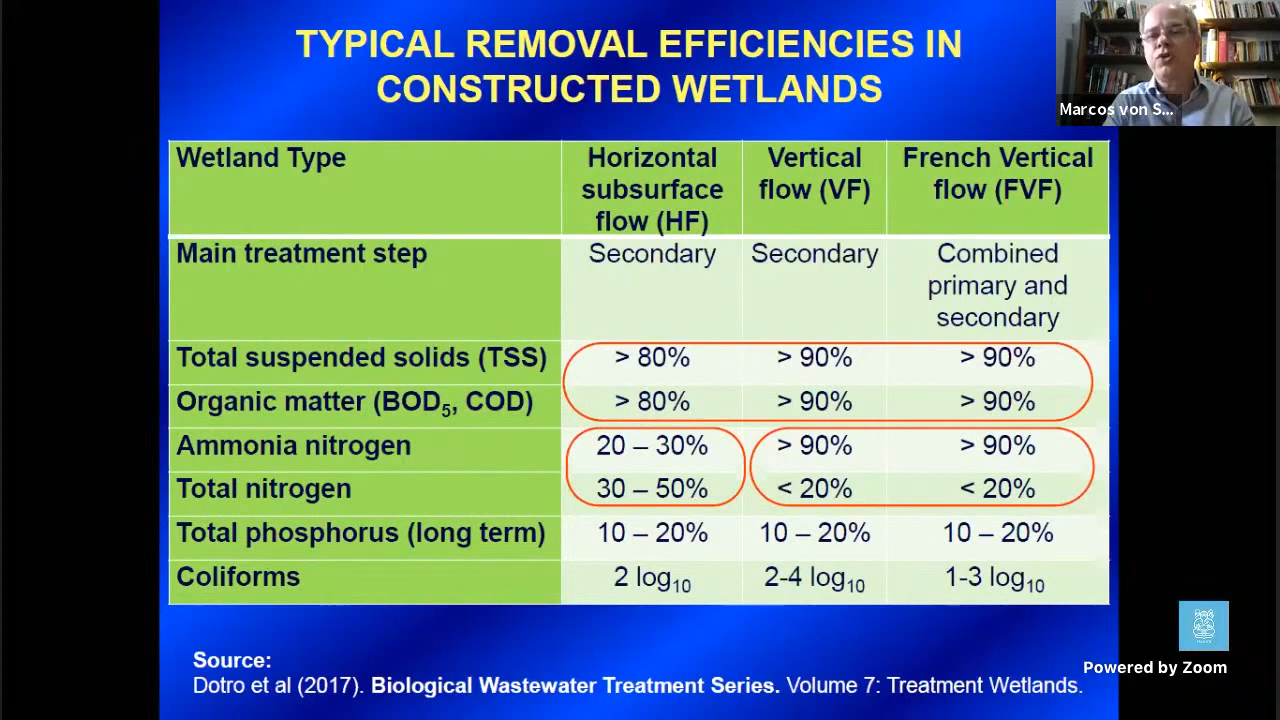 TYPICAL REMOVAL EFFICIENCIES IN
CONSTRUCTED WETLANDS
Marcos von S...
Wetland Type Horizontal subsurface flow (HF) Vertical flow (VF) French Vertical flow (FVF)
Main treatment step Secondary Secondary Combined primary and secondary
Total suspended solids (TSS) > 80% > 90% > 90%
Organic matter (BOD5, COD) > 80% > 90% > 90%
Ammonia nitrogen 20 – 30% > 90% > 90%
Total nitrogen 30 – 50% < 20% < 20%
Total phosphorus (long term) 10 – 20% 10 – 20% 10 – 20%
Coliforms 2 log10 2-4 log10 1-3 log10
Source:
Dotro et al (2017). Biological Wastewater Treatment Series. Volume 7: Treatment Wetlands.
Powered by Zoom